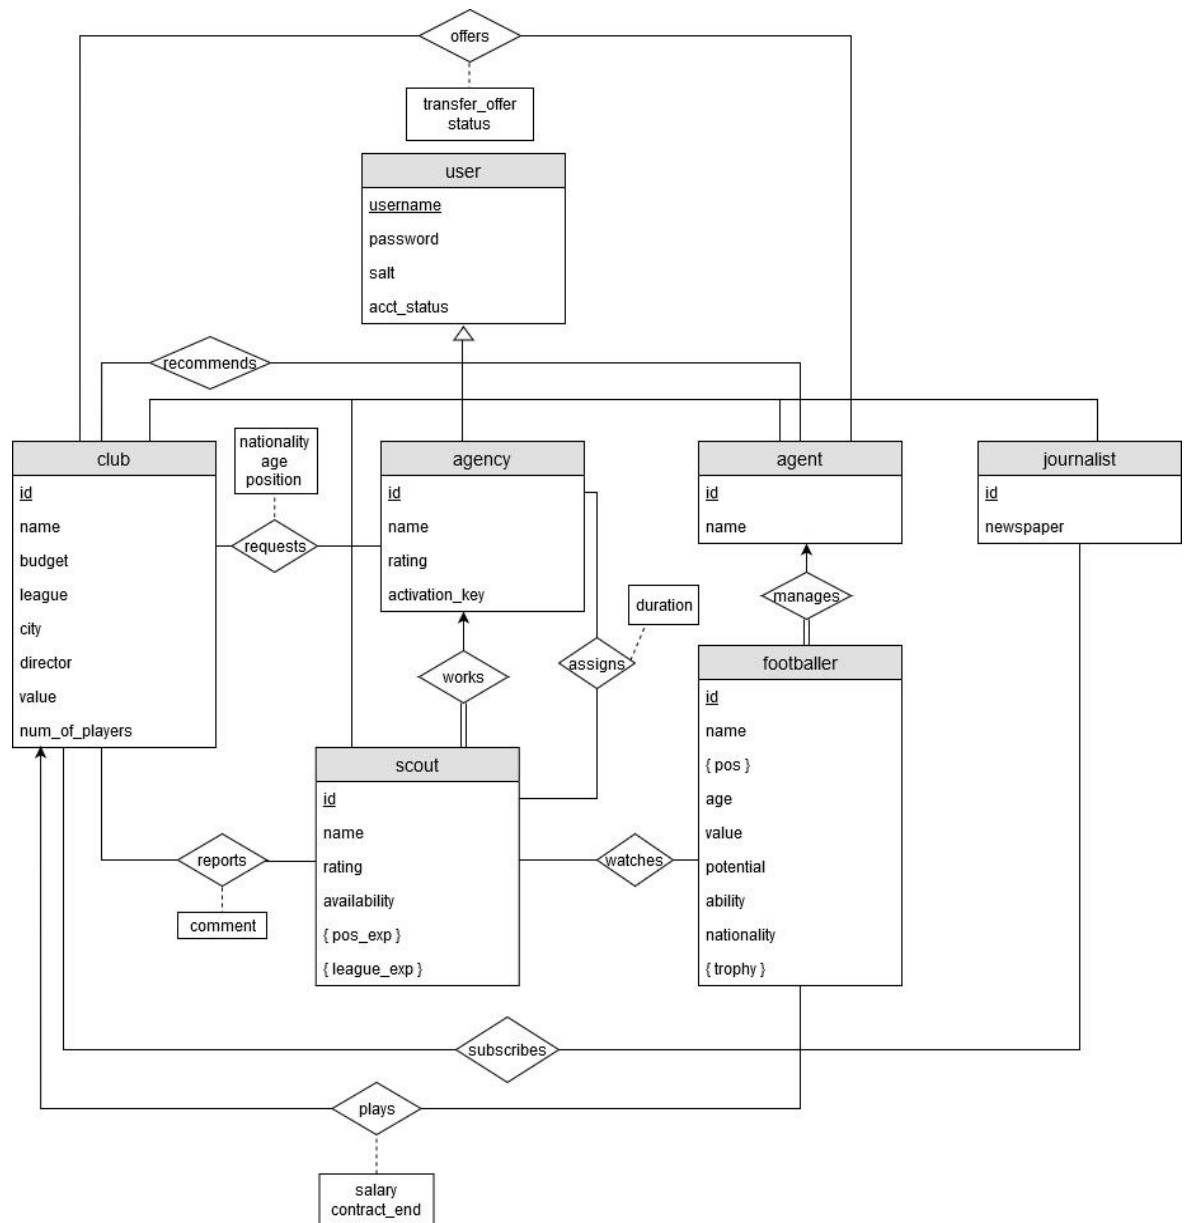 offers
transfer_offer
status
user
username
password
salt
acct_status
recommends
club
id
name
budget
league
city
director
value
num_of_players
nationality
age
position
requests
agency
id
name
rating
activation_key
agent
id
name
journalist
id
newspaper
works
assigns
duration
manages
scout
id
name
rating
availability
{ pos_exp }
{ league_exp }
footballer
id
name
{ pos }
age
value
potential
ability
nationality
{ trophy }
reports
comment
watches
subscribes
plays
salary
contract_end